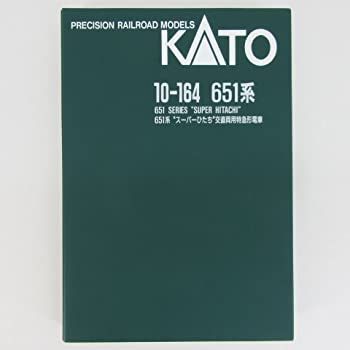 PRECISION RAILROAD MODELS
KATO
10-164 651系
651 SERIES "SUPER HITACHI"
651系 "スーパーひたち"交直両用特急形電車